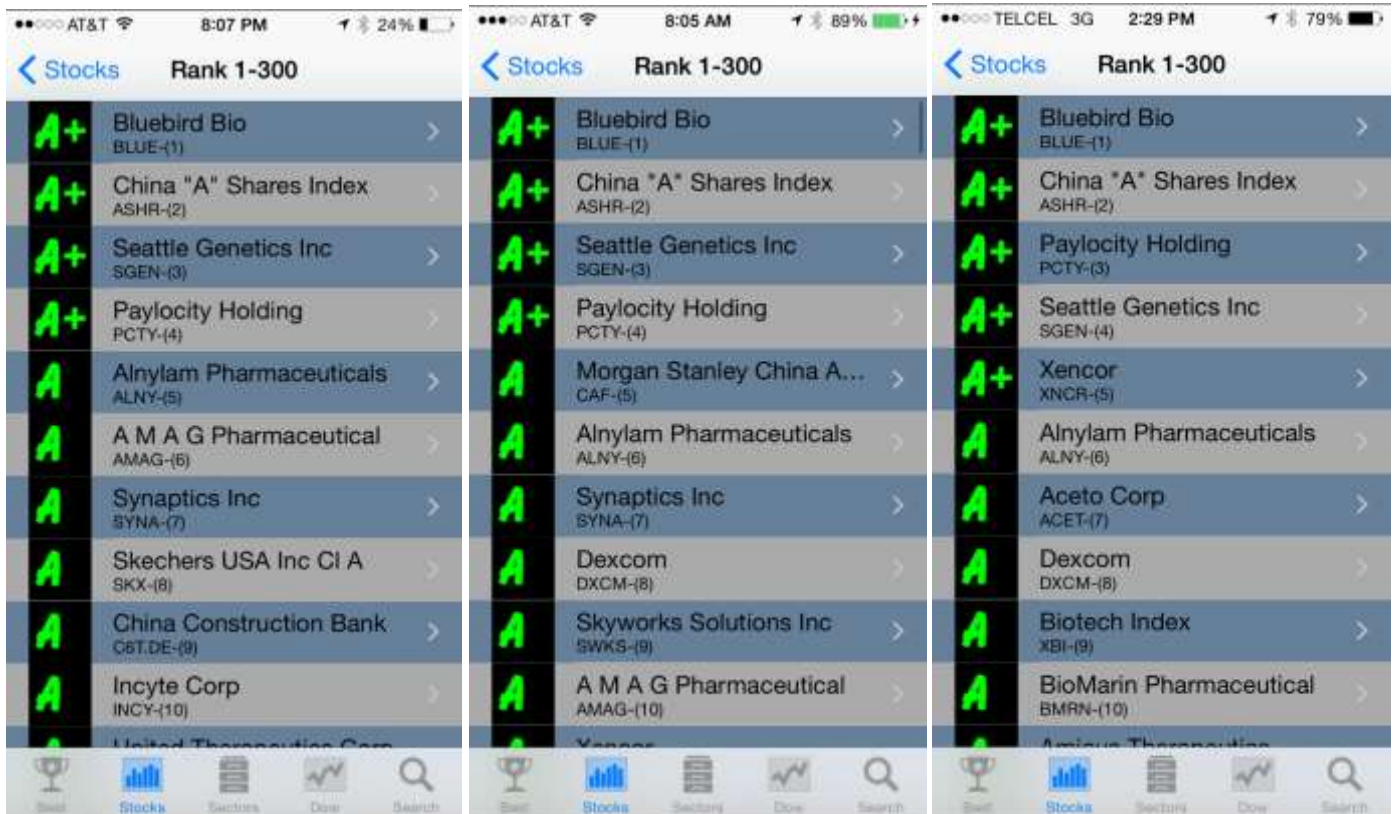 AT&T 8:07 PM 24%
Stocks Rank 1-300
A+ Bluebird Bio
BLUE-(1)
A+ China "A" Shares Index
ASHR-(2)
A+ Seattle Genetics Inc
SGEN-(3)
A+ Paylocity Holding
PCTY-(4)
A Alnylam Pharmaceuticals
ALNY-(5)
A A M A G Pharmaceutical
AMAG-(6)
A Synaptics Inc
SYNA-(7)
A Skechers USA Inc Cl A
SKX-(8)
A China Construction Bank
C6T.DE-(9)
A Incyte Corp
INCY-(10)
United Therapeutics Corp
Best Stocks Sectors Dow Search
AT&T 8:05 AM 89%
Stocks Rank 1-300
A+ Bluebird Bio
BLUE-(1)
A+ China "A" Shares Index
ASHR-(2)
A+ Seattle Genetics Inc
SGEN-(3)
A+ Paylocity Holding
PCTY-(4)
A Morgan Stanley China A...
CAF-(5)
A Alnylam Pharmaceuticals
ALNY-(6)
A Synaptics Inc
SYNA-(7)
A Dexcom
DXCM-(8)
A Skyworks Solutions Inc
SWKS-(9)
A A M A G Pharmaceutical
AMAG-(10)
Xencor
Best Stocks Sectors Dow Search
TELCEL 3G 2:29 PM 79%
Stocks Rank 1-300
A+ Bluebird Bio
BLUE-(1)
A+ China "A" Shares Index
ASHR-(2)
A+ Paylocity Holding
PCTY-(3)
A+ Seattle Genetics Inc
SGEN-(4)
A+ Xencor
XNCR-(5)
A Alnylam Pharmaceuticals
ALNY-(6)
A Aceto Corp
ACET-(7)
A Dexcom
DXCM-(8)
A Biotech Index
XBI-(9)
A BioMarin Pharmaceutical
BMRN-(10)
Amicus Therapeutics
Best Stocks Sectors Dow Search